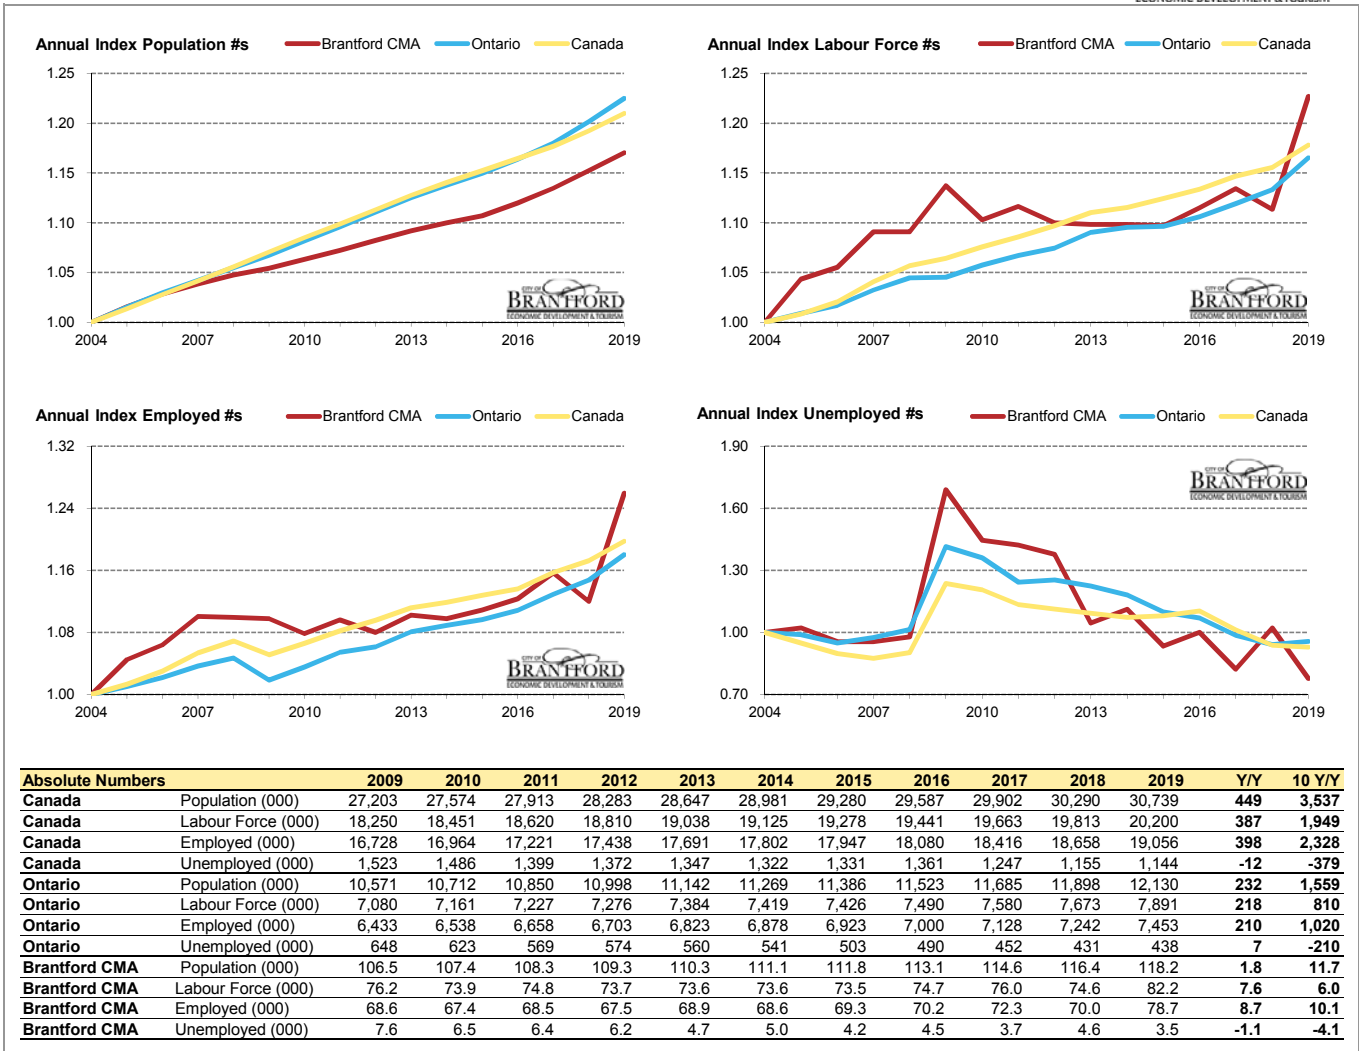 ECONOMIC DEVELOPMENT & TOURISM
Annual Index Population #s Brantford CMA Ontario Canada
1.25
1.20
1.15
1.10
1.05
1.00
2004 2007 2010 2013 2016 2019
CITY OF
BRANTFORD
ECONOMIC DEVELOPMENT & TOURISM
Annual Index Labour Force #s Brantford CMA Ontario Canada
1.25
1.20
1.15
1.10
1.05
1.00
2004 2007 2010 2013 2016 2019
CITY OF
BRANTFORD
ECONOMIC DEVELOPMENT & TOURISM
Annual Index Employed #s Brantford CMA Ontario Canada
1.32
1.24
1.16
1.08
1.00
2004 2007 2010 2013 2016 2019
CITY OF
BRANTFORD
ECONOMIC DEVELOPMENT & TOURISM
Annual Index Unemployed #s Brantford CMA Ontario Canada
1.90
1.60
1.30
1.00
0.70
2004 2007 2010 2013 2016 2019
CITY OF
BRANTFORD
ECONOMIC DEVELOPMENT & TOURISM
Absolute Numbers 2009 2010 2011 2012 2013 2014 2015 2016 2017 2018 2019 Y/Y 10 Y/Y
Canada Population (000) 27,203 27,574 27,913 28,283 28,647 28,981 29,280 29,587 29,902 30,290 30,739 449 3,537
Canada Labour Force (000) 18,250 18,451 18,620 18,810 19,038 19,125 19,278 19,441 19,663 19,813 20,200 387 1,949
Canada Employed (000) 16,728 16,964 17,221 17,438 17,691 17,802 17,947 18,080 18,416 18,658 19,056 398 2,328
Canada Unemployed (000) 1,523 1,486 1,399 1,372 1,347 1,322 1,331 1,361 1,247 1,155 1,144 -12 -379
Ontario Population (000) 10,571 10,712 10,850 10,998 11,142 11,269 11,386 11,523 11,685 11,898 12,130 232 1,559
Ontario Labour Force (000) 7,080 7,161 7,227 7,276 7,384 7,419 7,426 7,490 7,580 7,673 7,891 218 810
Ontario Employed (000) 6,433 6,538 6,658 6,703 6,823 6,878 6,923 7,000 7,128 7,242 7,453 210 1,020
Ontario Unemployed (000) 648 623 569 574 560 541 503 490 452 431 438 7 -210
Brantford CMA Population (000) 106.5 107.4 108.3 109.3 110.3 111.1 111.8 113.1 114.6 116.4 118.2 1.8 11.7
Brantford CMA Labour Force (000) 76.2 73.9 74.8 73.7 73.6 73.6 73.5 74.7 76.0 74.6 82.2 7.6 6.0
Brantford CMA Employed (000) 68.6 67.4 68.5 67.5 68.9 68.6 69.3 70.2 72.3 70.0 78.7 8.7 10.1
Brantford CMA Unemployed (000) 7.6 6.5 6.4 6.2 4.7 5.0 4.2 4.5 3.7 4.6 3.5 -1.1 -4.1